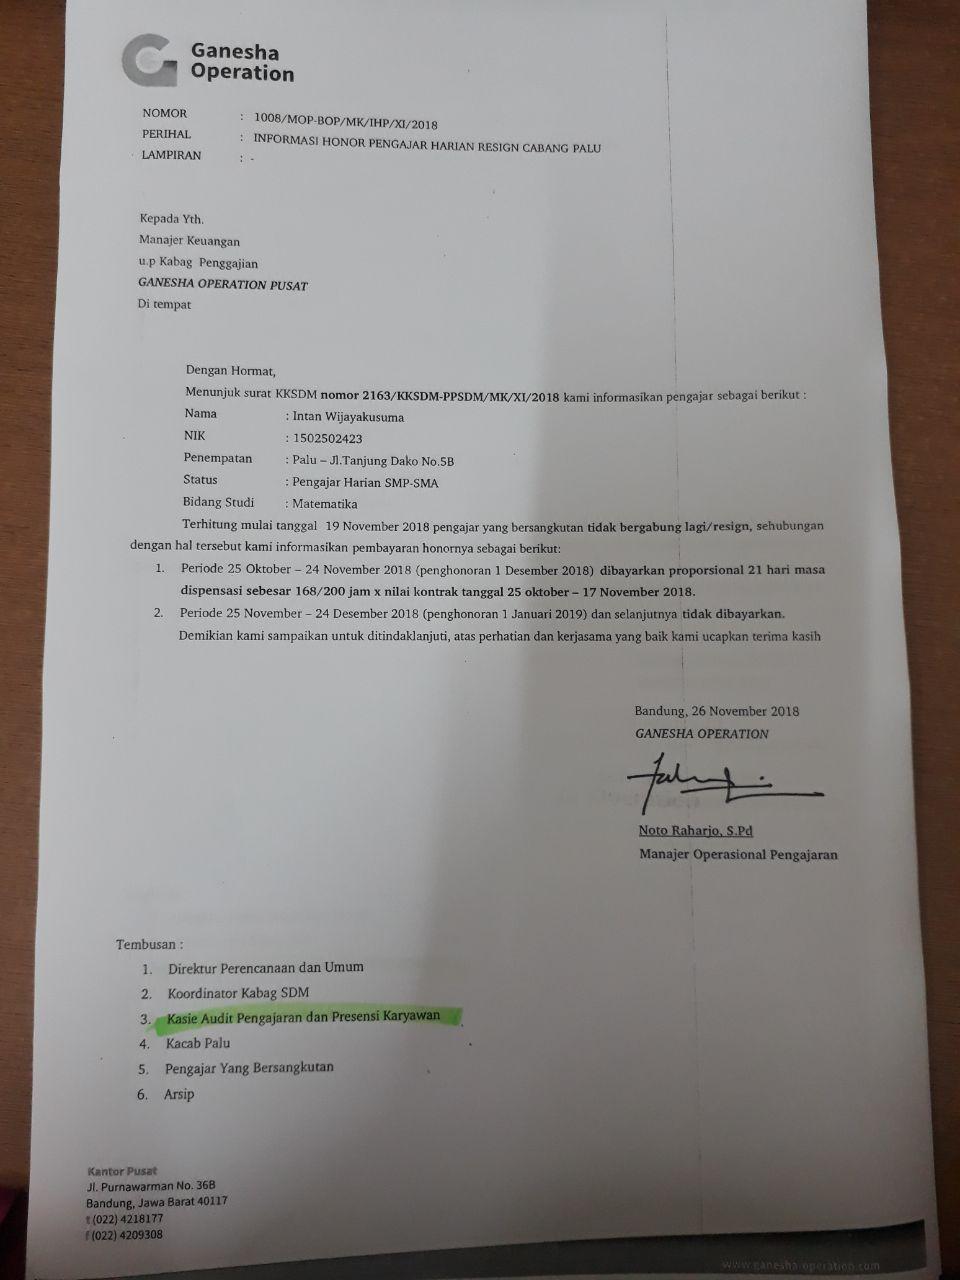 Ganesha
Operation
NOMOR : 1008/MOP-BOP/MK/IHP/XI/2018
PERIHAL : INFORMASI HONOR PENGAJAR HARIAN RESIGN CABANG PALU
LAMPIRAN : -
Kepada Yth.
Manajer Keuangan
u.p Kabag Penggajian
GANESHA OPERATION PUSAT
Di tempat
Dengan Hormat,
Menunjuk surat KKSDM nomor 2163/KKSDM-PPSDM/MK/XI/2018 kami informasikan pengajar sebagai berikut :
Nama : Intan Wijayakusuma
NIK : 1502502423
Penempatan : Palu – Jl.Tanjung Dako No.5B
Status : Pengajar Harian SMP-SMA
Bidang Studi : Matematika
Terhitung mulai tanggal 19 November 2018 pengajar yang bersangkutan tidak bergabung lagi/resign, sehubungan
dengan hal tersebut kami informasikan pembayaran honornya sebagai berikut:
1. Periode 25 Oktober – 24 November 2018 (penghonoran 1 Desember 2018) dibayarkan proporsional 21 hari masa
dispensasi sebesar 168/200 jam x nilai kontrak tanggal 25 oktober – 17 November 2018.
2. Periode 25 November – 24 Desember 2018 (penghonoran 1 Januari 2019) dan selanjutnya tidak dibayarkan.
Demikian kami sampaikan untuk ditindaklanjuti, atas perhatian dan kerjasama yang baik kami ucapkan terima kasih
Bandung, 26 November 2018
GANESHA OPERATION
Noto Raharjo, S.Pd
Manajer Operasional Pengajaran
Tembusan :
1. Direktur Perencanaan dan Umum
2. Koordinator Kabag SDM
3. Kasie Audit Pengajaran dan Presensi Karyawan
4. Kacab Palu
5. Pengajar Yang Bersangkutan
6. Arsip
Kantor Pusat
Jl. Purnawarman No. 36B
Bandung, Jawa Barat 40117
t (022) 4218177
f (022) 4209308
www.ganesha-operation.com